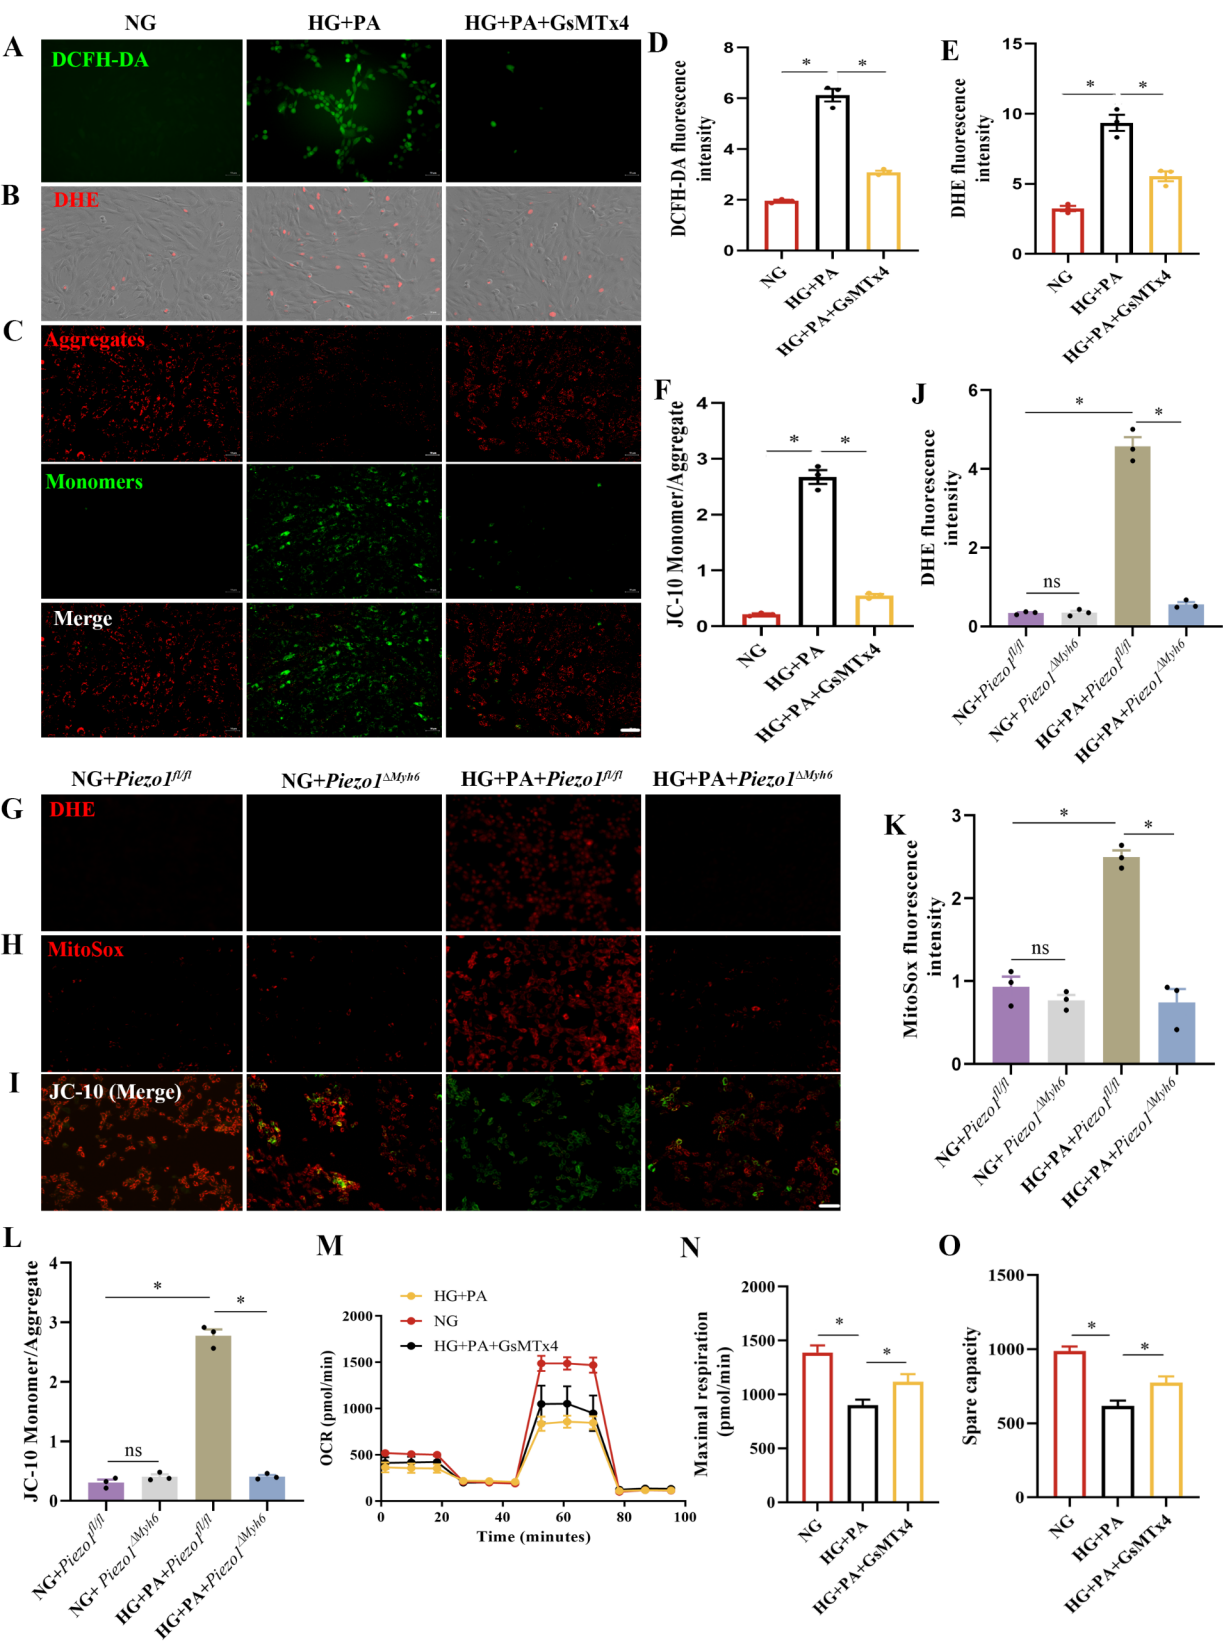 NG HG+PA HG+PA+GsMTx4
A
DCFH-DA
B
DHE
C
Aggregates
Monomers
Merge
D
DCFH-DA fluorescence
intensity
8
6
4
2
0
* *
NG
HG+PA
HG+PA+GsMTx4
E
DHE fluorescence
intensity
15
10
5
0
* *
NG
HG+PA
HG+PA+GsMTx4
F
JC-10 Monomer/Aggregate
4
3
2
1
0
* *
NG
HG+PA
HG+PA+GsMTx4
J
DHE fluorescence
intensity
6
4
2
0
* *
ns
NG+Piezo1fl/fl
NG+ Piezo1ΔMyh6
HG+PA+Piezo1fl/fl
HG+PA+Piezo1ΔMyh6
NG+Piezo1fl/fl NG+Piezo1ΔMyh6 HG+PA+Piezo1fl/fl HG+PA+Piezo1ΔMyh6
G
DHE
H
MitoSox
I
JC-10 (Merge)
K
MitoSox fluorescence
intensity
3
2
1
0
* *
ns
NG+Piezo1fl/fl
NG+ Piezo1ΔMyh6
HG+PA+Piezo1fl/fl
HG+PA+Piezo1ΔMyh6
L
JC-10 Monomer/Aggregate
4
3
2
1
0
* *
ns
NG+Piezo1fl/fl
NG+ Piezo1ΔMyh6
HG+PA+Piezo1fl/fl
HG+PA+Piezo1ΔMyh6
M
HG+PA
NG
HG+PA+GsMTx4
OCR (pmol/min)
2000
1500
1000
500
0
0 20 40 60 80 100
Time (minutes)
N
Maximal respiration
(pmol/min)
2000
1500
1000
500
0
* *
NG
HG+PA
HG+PA+GsMTx4
O
Spare capacity
1500
1000
500
0
* *
NG
HG+PA
HG+PA+GsMTx4